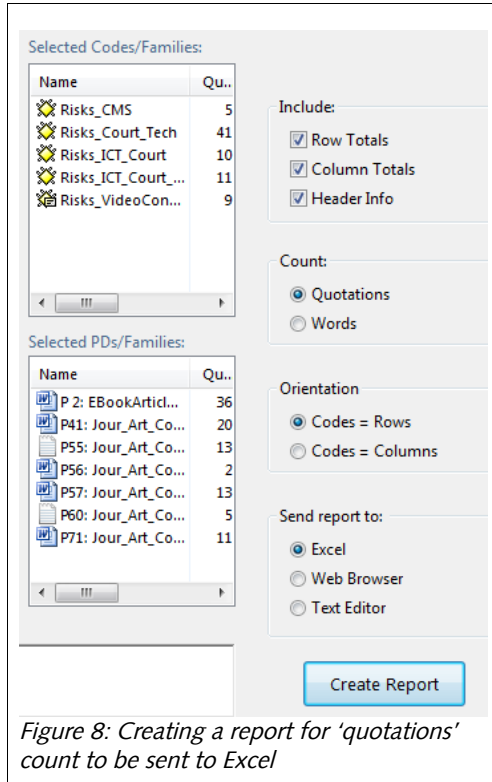 Selected Codes/Families:
Name Qu..
Risks_CMS 5
Risks_Court_Tech 41
Risks_ICT_Court 10
Risks_ICT_Court_... 11
Risks_VideoCon... 9
Selected PDs/Families:
Name Qu..
P 2: EBookArticl... 36
P41: Jour_Art_Co... 20
P55: Jour_Art_Co... 13
P56: Jour_Art_Co... 2
P57: Jour_Art_Co... 13
P60: Jour_Art_Co... 5
P71: Jour_Art_Co... 11
Include:
Row Totals
Column Totals
Header Info
Count:
Quotations
Words
Orientation
Codes = Rows
Codes = Columns
Send report to:
Excel
Web Browser
Text Editor
Create Report
Figure 8: Creating a report for ‘quotations’
count to be sent to Excel